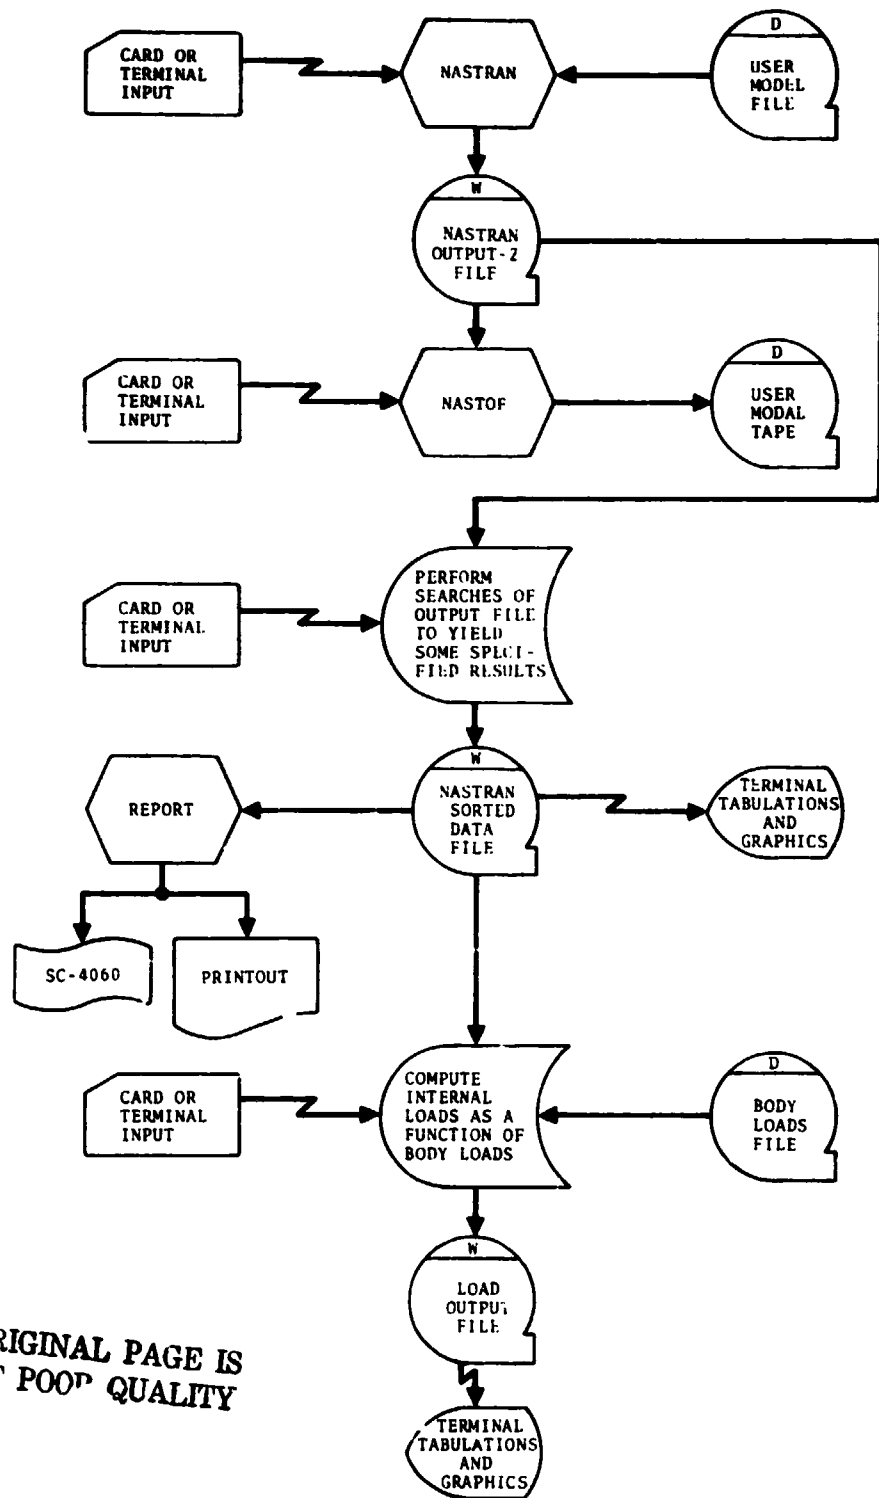 CARD OR
TERMINAL
INPUT
NASTRAN
D
USER
MODEL
FILE
W
NASTRAN
OUTPUT-2
FILE
CARD OR
TERMINAL
INPUT
NASTOF
D
USER
MODAL
TAPE
CARD OR
TERMINAL
INPUT
PERFORM
SEARCHES OF
OUTPUT FILE
TO YIELD
SOME SPECI-
FIED RESULTS
REPORT
W
NASTRAN
SORTED
DATA
FILE
TERMINAL
TABULATIONS
AND
GRAPHICS
SC-4060
PRINTOUT
CARD OR
TERMINAL
INPUT
COMPUTE
INTERNAL
LOADS AS A
FUNCTION OF
BODY LOADS
D
BODY
LOADS
FILE
W
LOAD
OUTPUT
FILE
RIGINAL PAGE IS
POOR QUALITY
TERMINAL
TABULATIONS
AND
GRAPHICS